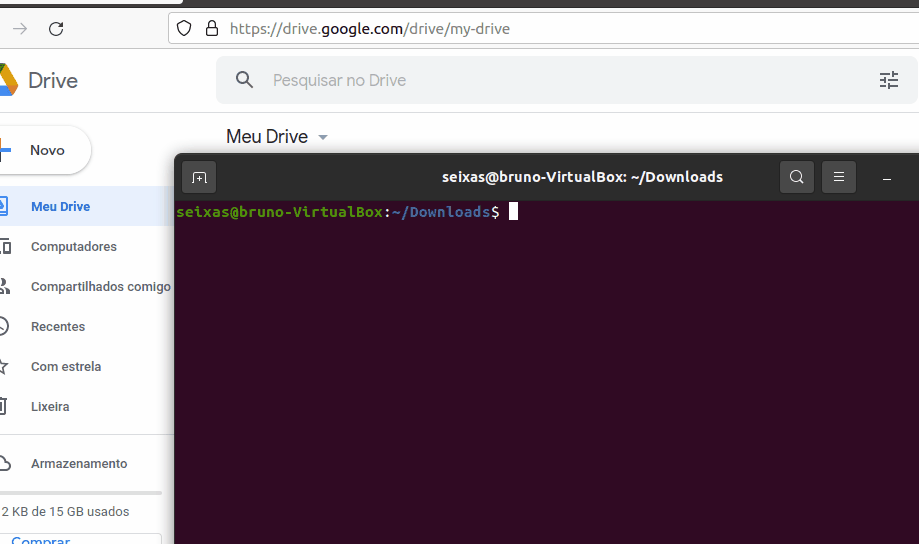 https://drive.google.com/drive/my-drive
Drive
Pesquisar no Drive
Novo
Meu Drive
Meu Drive
Computadores
Compartilhados comigo
Recentes
Com estrela
Lixeira
Armazenamento
2 KB de 15 GB usados
Comprar
seixas@bruno-VirtualBox: ~/Downloads
seixas@bruno-VirtualBox:~/Downloads$